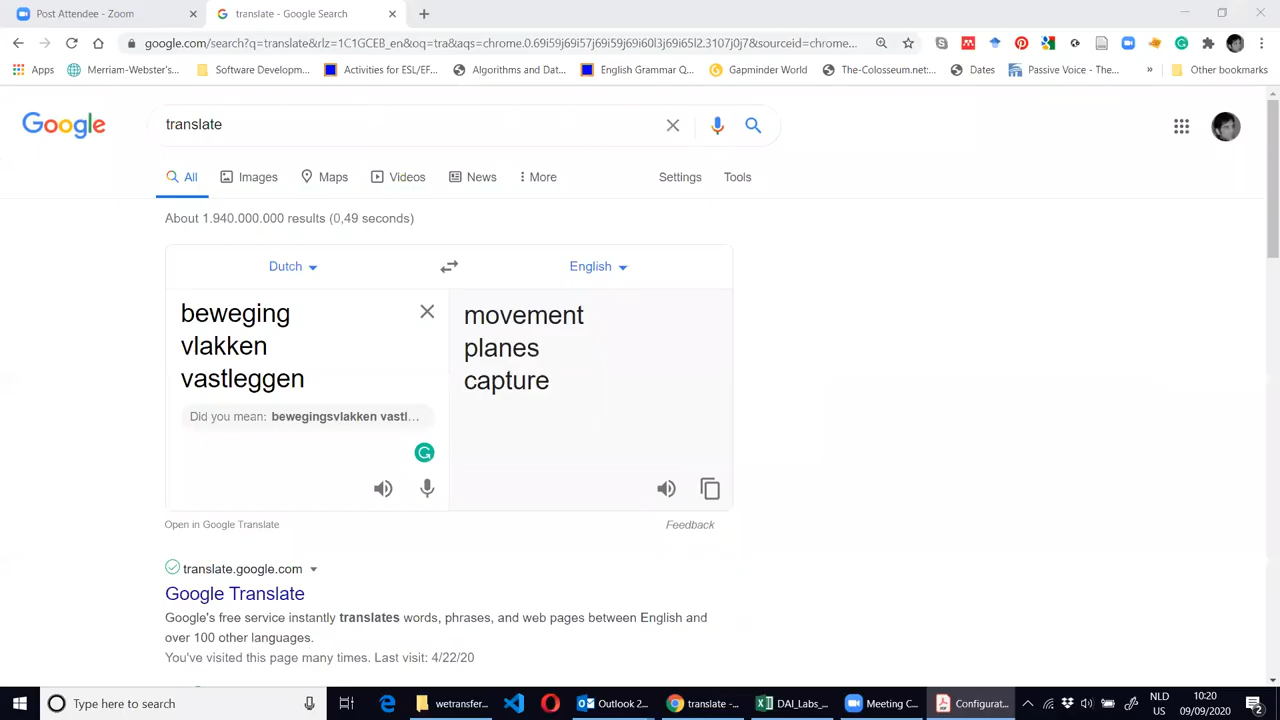 Post Attendee - Zoom
translate - Google Search
google.com/search?q=translate&rlz=1C1GCEB_en&oq=tra&aqs=chrome.0.69i59j69i57j69i59j69i60l3j69i65l2.3107j0j7&sourceid=chrome...
Apps Merriam-Webster's... Software Developm... Activities for ESL/EF... Algorithms and Dat... English Grammar Q... Gapminder World The-Colosseum.net:... Dates Passive Voice - The... » Other bookmarks
Google
translate
All Images Maps Videos News More Settings Tools
About 1.940.000.000 results (0,49 seconds)
Dutch English
beweging
vlakken
vastleggen
movement
planes
capture
Did you mean: bewegingsvlakken vastl...
Open in Google Translate
Feedback
translate.google.com
Google Translate
Google's free service instantly translates words, phrases, and web pages between English and
over 100 other languages.
You've visited this page many times. Last visit: 4/22/20
Type here to search
wetransfer...
Outlook 2...
translate -...
DAI_Labs_...
Meeting C...
Configurat...
NLD
US
10:20
09/09/2020
2